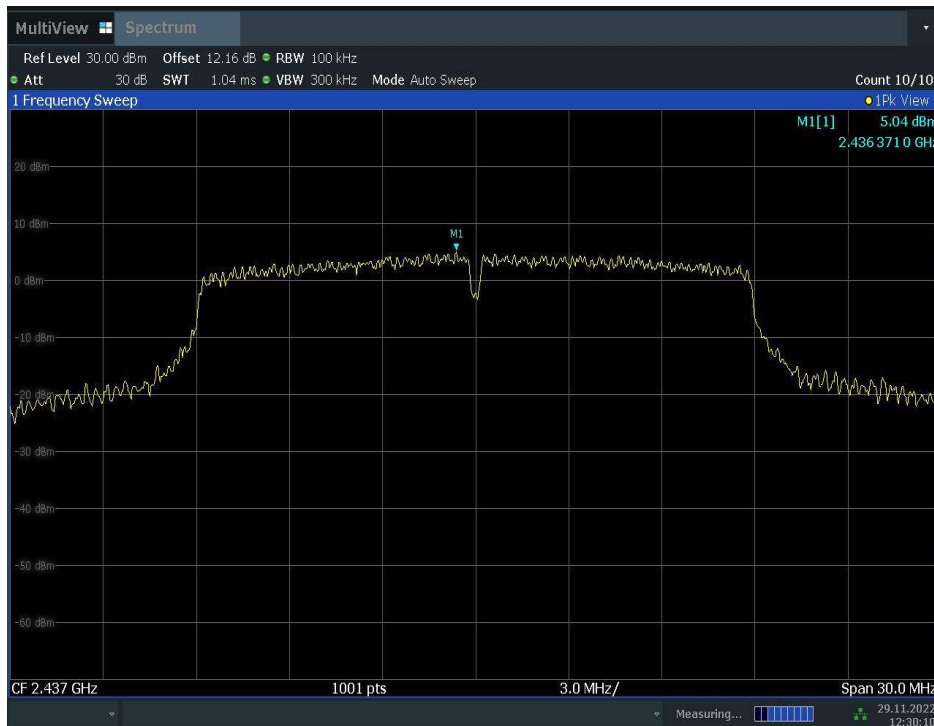 MultiView Spectrum
Ref Level 30.00 dBm Offset 12.16 dB RBW 100 kHz
Att 30 dB SWT 1.04 ms VBW 300 kHz Mode Auto Sweep Count 10/10
1 Frequency Sweep 1Pk View
M1[1] 5.04 dBm
2.436 371 0 GHz
20 dBm
10 dBm
M1
0 dBm
-10 dBm
-20 dBm
-30 dBm
-40 dBm
-50 dBm
-60 dBm
CF 2.437 GHz 1001 pts 3.0 MHz/ Span 30.0 MHz
Measuring... 29.11.2022
12:30:10